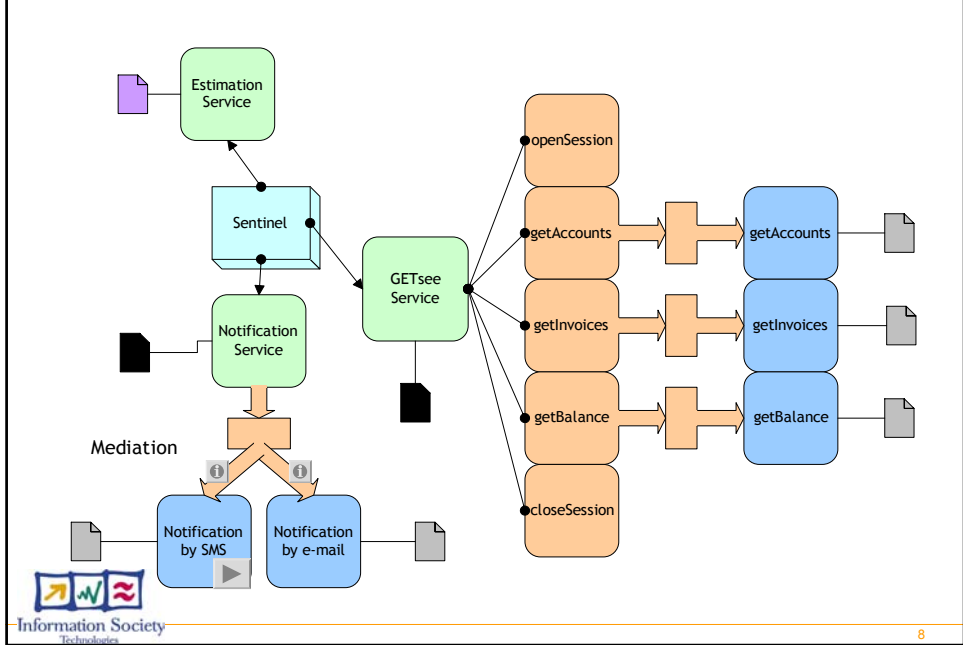 Estimation
Service
Sentinel
Notification
Service
GETsee
Service
openSession
getAccounts
getInvoices
getBalance
closeSession
getAccounts
getInvoices
getBalance
Mediation
Notification
by SMS
Notification
by e-mail
Information Society
Technologies
8